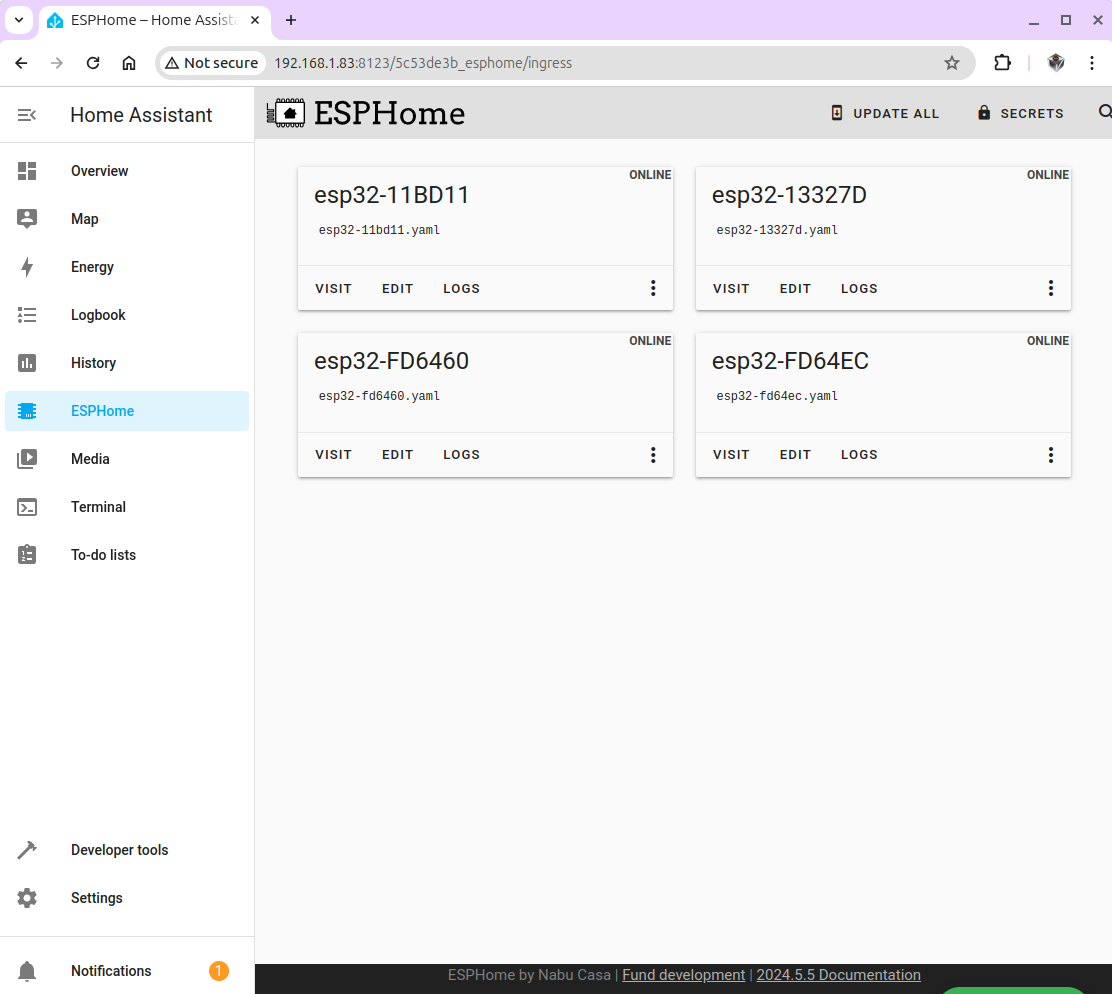 ESPHome – Home Assista
Not secure
192.168.1.83:8123/5c53de3b_esphome/ingress
Home Assistant
ESPHome
UPDATE ALL
SECRETS
Overview
Map
Energy
Logbook
History
ESPHome
Media
Terminal
To-do lists
Developer tools
Settings
Notifications
1
ONLINE
esp32-11BD11
esp32-11bd11.yaml
VISIT EDIT LOGS
ONLINE
esp32-13327D
esp32-13327d.yaml
VISIT EDIT LOGS
ONLINE
esp32-FD6460
esp32-fd6460.yaml
VISIT EDIT LOGS
ONLINE
esp32-FD64EC
esp32-fd64ec.yaml
VISIT EDIT LOGS
ESPHome by Nabu Casa | Fund development | 2024.5.5 Documentation